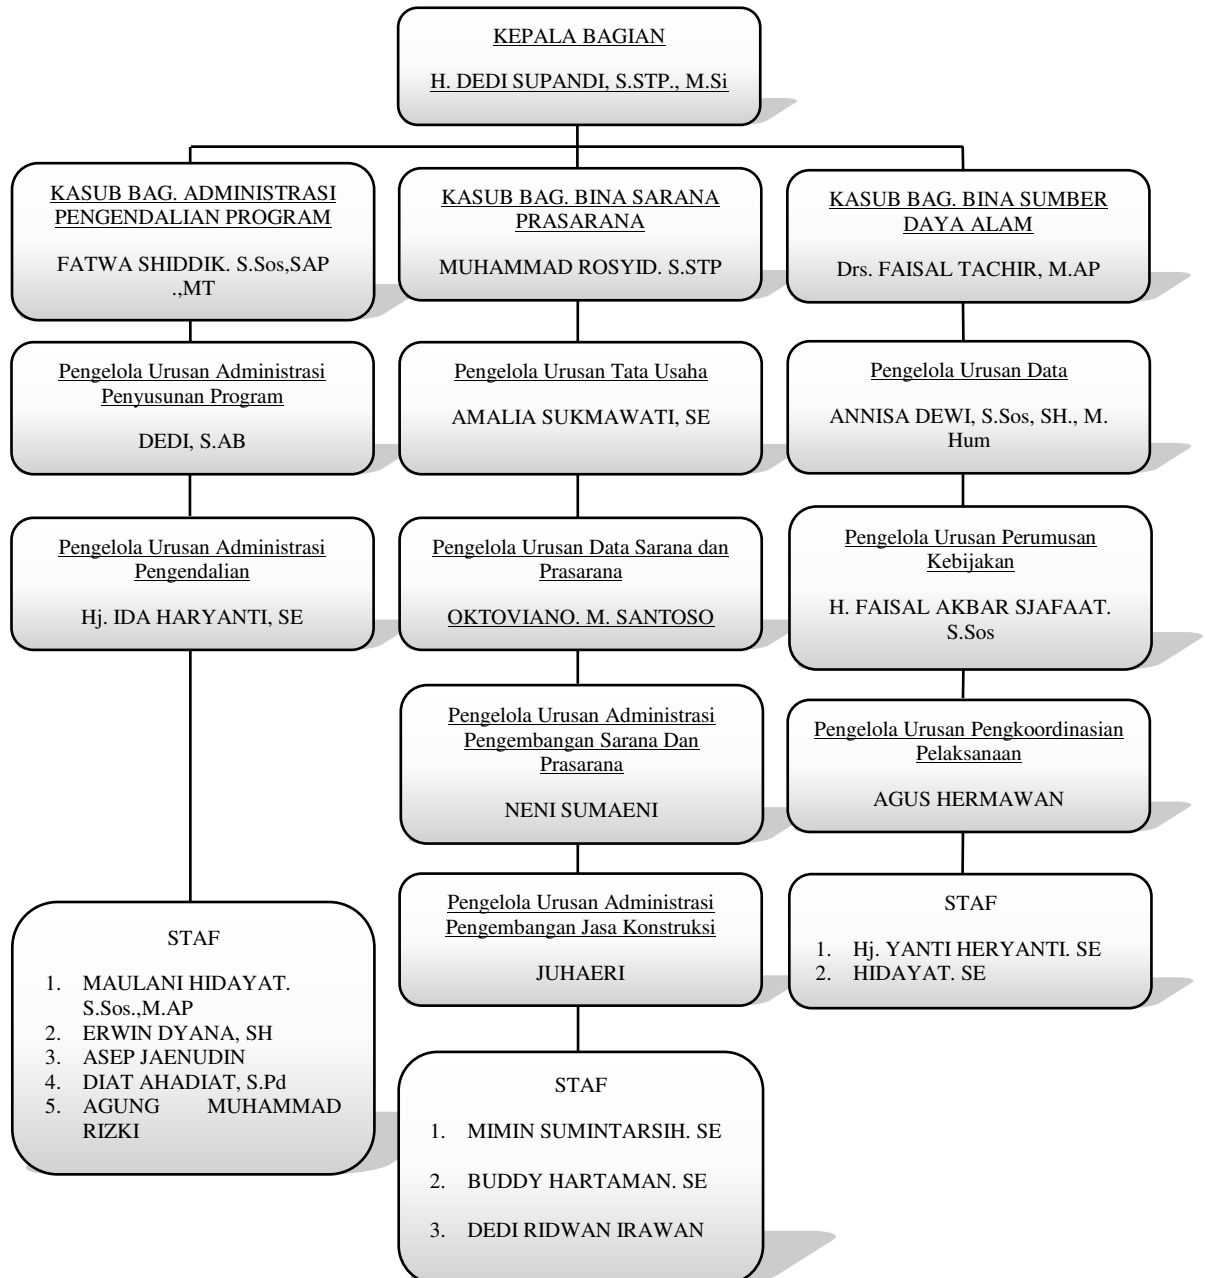 KEPALA BAGIAN
H. DEDI SUPANDI, S.STP., M.Si
KASUB BAG. ADMINISTRASI
PENGENDALIAN PROGRAM
FATWA SHIDDIK. S.Sos,SAP
.,MT
KASUB BAG. BINA SARANA
PRASARANA
MUHAMMAD ROSYID. S.STP
KASUB BAG. BINA SUMBER
DAYA ALAM
Drs. FAISAL TACHIR, M.AP
Pengelola Urusan Administrasi
Penyusunan Program
DEDI, S.AB
Pengelola Urusan Tata Usaha
AMALIA SUKMAWATI, SE
Pengelola Urusan Data
ANNISA DEWI, S.Sos, SH., M.
Hum
Pengelola Urusan Administrasi
Pengendalian
Hj. IDA HARYANTI, SE
Pengelola Urusan Data Sarana dan
Prasarana
OKTOVIANO. M. SANTOSO
Pengelola Urusan Perumusan
Kebijakan
H. FAISAL AKBAR SJAFAAT.
S.Sos
Pengelola Urusan Administrasi
Pengembangan Sarana Dan
Prasarana
NENI SUMAENI
Pengelola Urusan Pengkoordinasian
Pelaksanaan
AGUS HERMAWAN
STAF
1. MAULANI HIDAYAT.
S.Sos.,M.AP
2. ERWIN DYANA, SH
3. ASEP JAENUDIN
4. DIAT AHADIAT, S.Pd
5. AGUNG MUHAMMAD
RIZKI
Pengelola Urusan Administrasi
Pengembangan Jasa Konstruksi
JUHAERI
STAF
1. Hj. YANTI HERYANTI. SE
2. HIDAYAT. SE
STAF
1. MIMIN SUMINTARSIH. SE
2. BUDDY HARTAMAN. SE
3. DEDI RIDWAN IRAWAN